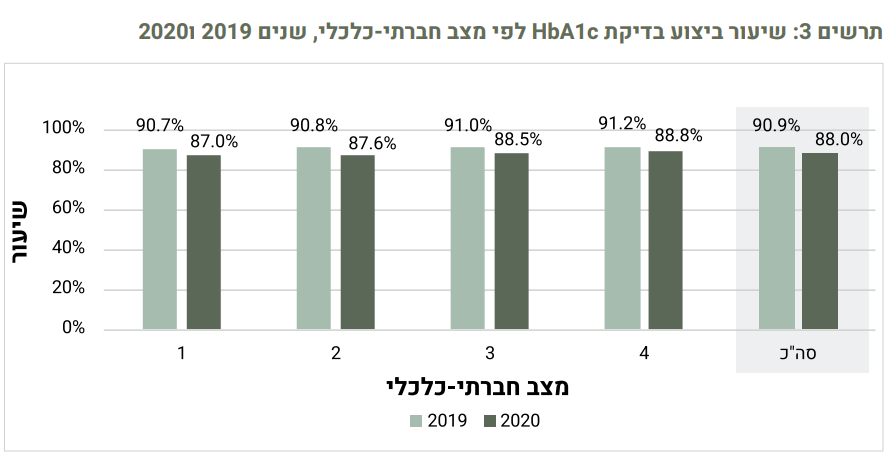 תרשים 3: שיעור ביצוע בדיקת HbA1c לפי מצב חברתי-כלכלי, שנים 2019 ו2020
90.7% 87.0% 90.8% 87.6% 91.0% 88.5% 91.2% 88.8% 90.9% 88.0%
100%
80%
60%
40%
20%
0%
שיעור
1 2 3 4 סה"כ
מצב חברתי-כלכלי
2019 2020